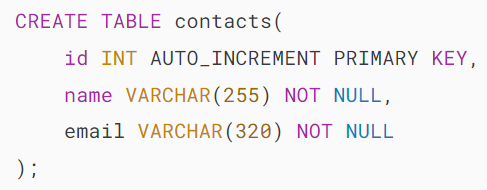 CREATE TABLE contacts(
    id INT AUTO_INCREMENT PRIMARY KEY,
    name VARCHAR(255) NOT NULL,
    email VARCHAR(320) NOT NULL
);